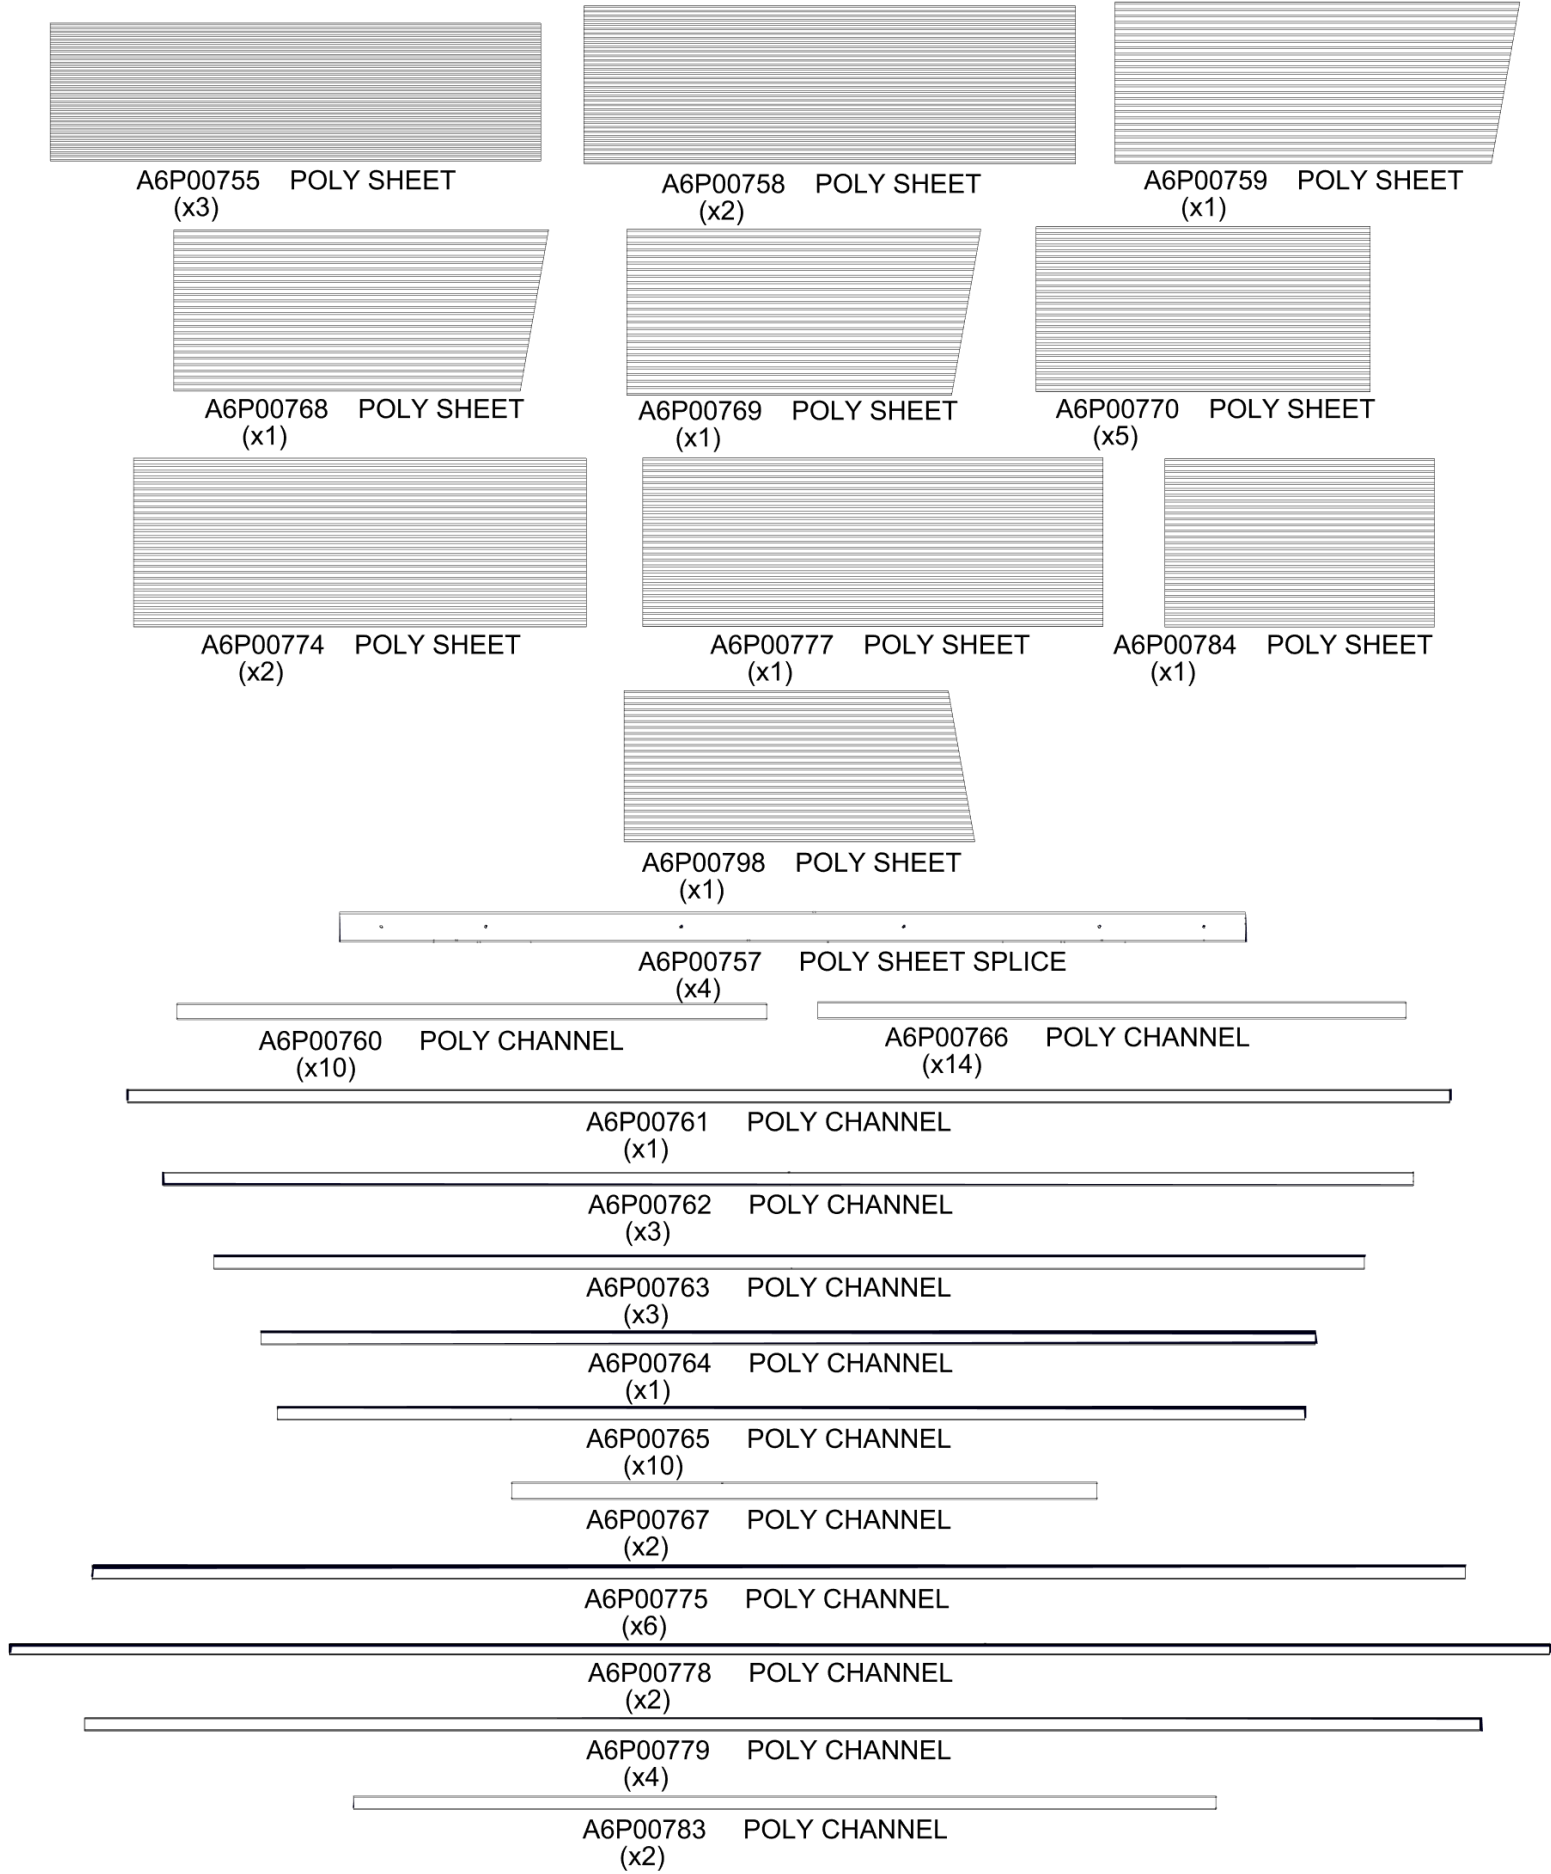 A6P00755 POLY SHEET
(x3)
A6P00758 POLY SHEET
(x2)
A6P00759 POLY SHEET
(x1)
A6P00768 POLY SHEET
(x1)
A6P00769 POLY SHEET
(x1)
A6P00770 POLY SHEET
(x5)
A6P00774 POLY SHEET
(x2)
A6P00777 POLY SHEET
(x1)
A6P00784 POLY SHEET
(x1)
A6P00798 POLY SHEET
(x1)
A6P00757 POLY SHEET SPLICE
(x4)
A6P00760 POLY CHANNEL
(x10)
A6P00766 POLY CHANNEL
(x14)
A6P00761 POLY CHANNEL
(x1)
A6P00762 POLY CHANNEL
(x3)
A6P00763 POLY CHANNEL
(x3)
A6P00764 POLY CHANNEL
(x1)
A6P00765 POLY CHANNEL
(x10)
A6P00767 POLY CHANNEL
(x2)
A6P00775 POLY CHANNEL
(x6)
A6P00778 POLY CHANNEL
(x2)
A6P00779 POLY CHANNEL
(x4)
A6P00783 POLY CHANNEL
(x2)